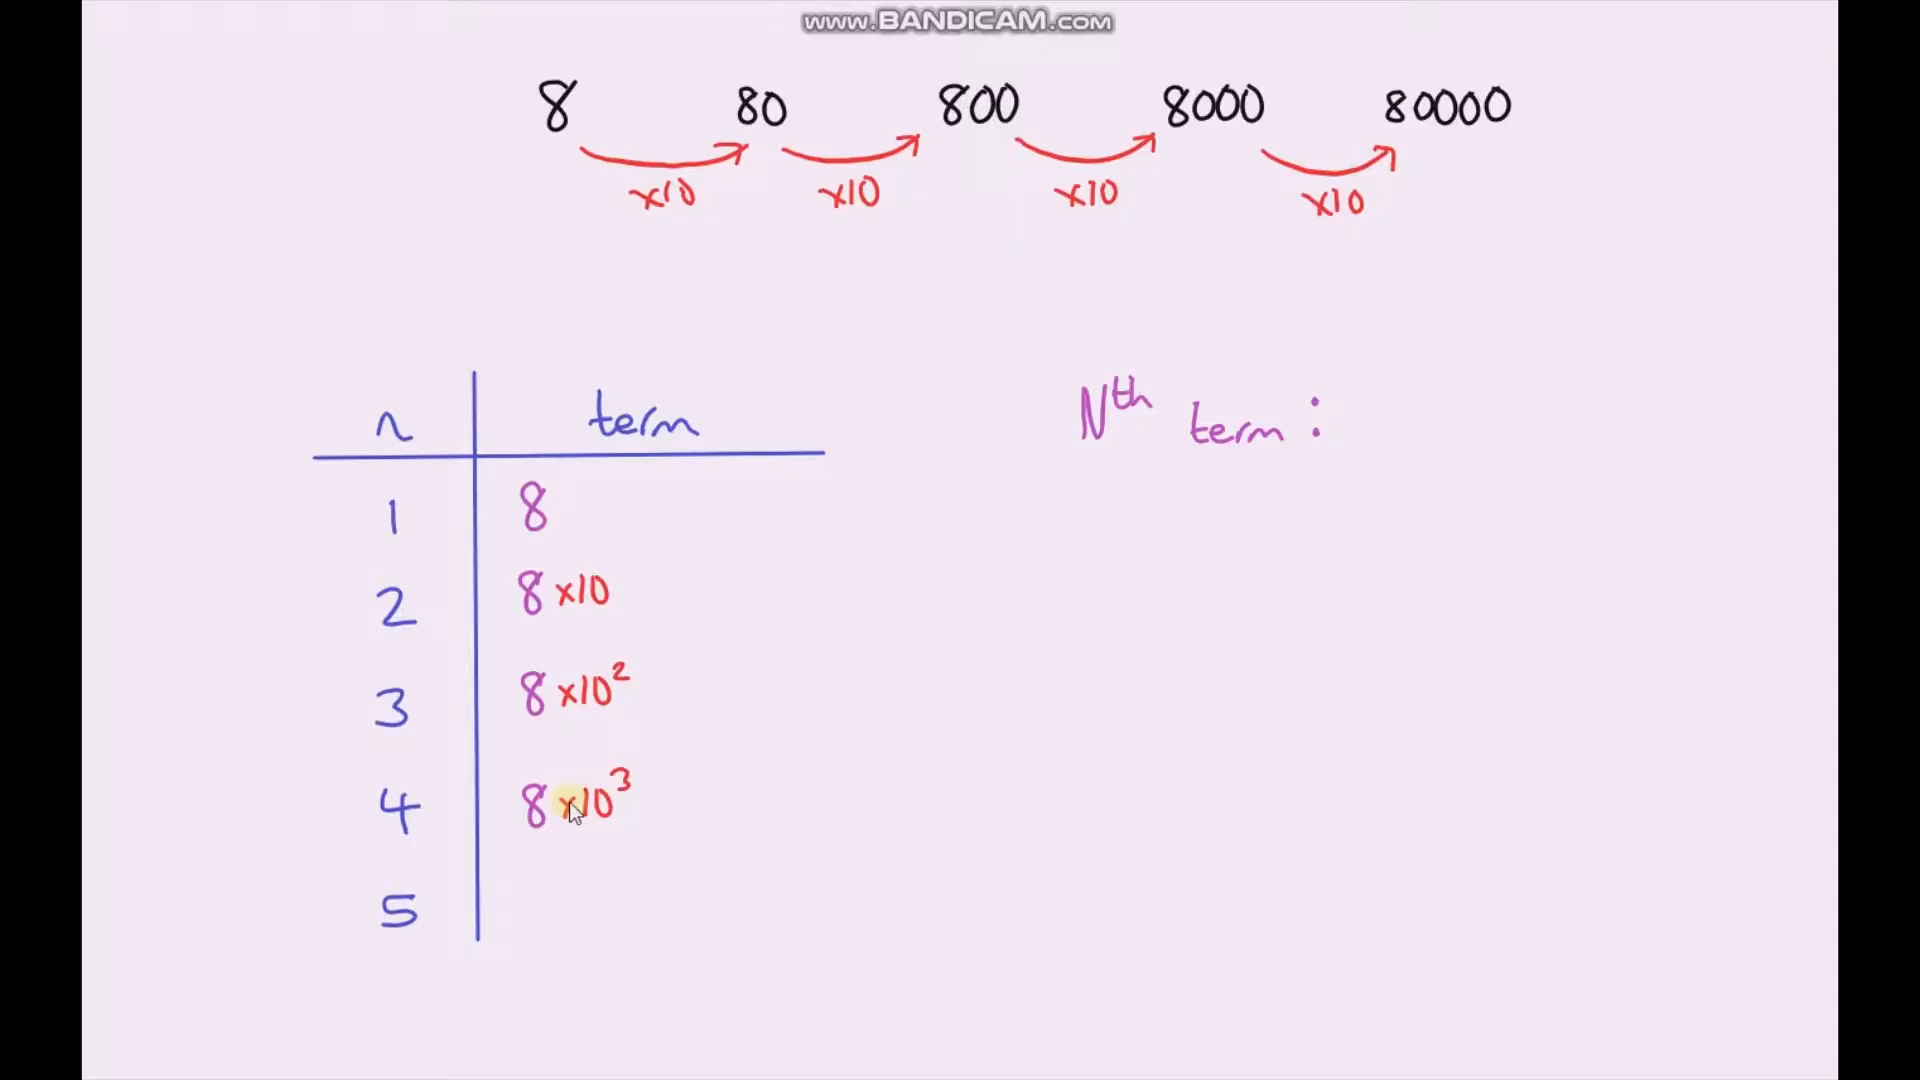 www.BANDICAM.com
8 80 800 8000 80000
x10 x10 x10 x10
n term
Nth term :
1 8
2 8 x10
3 8 x10²
4 8 x10³
5